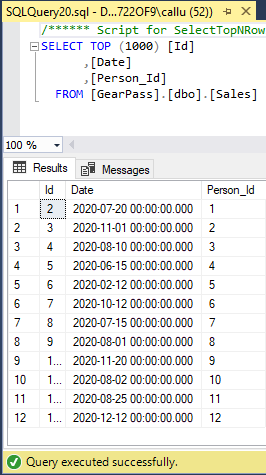 SQLQuery20.sql - D...722OF9\callu (52))
/****** Script for SelectTopNRow
SELECT TOP (1000) [Id]
,[Date]
,[Person_Id]
FROM [GearPass].[dbo].[Sales]
100 %
Results Messages
Id Date Person_Id
1 2 2020-07-20 00:00:00.000 1
2 3 2020-11-01 00:00:00.000 2
3 4 2020-08-10 00:00:00.000 3
4 5 2020-06-15 00:00:00.000 4
5 6 2020-02-12 00:00:00.000 5
6 7 2020-10-12 00:00:00.000 6
7 8 2020-07-15 00:00:00.000 7
8 9 2020-08-01 00:00:00.000 8
9 1... 2020-11-20 00:00:00.000 9
10 1... 2020-08-02 00:00:00.000 10
11 1... 2020-08-25 00:00:00.000 11
12 1... 2020-12-12 00:00:00.000 12
Query executed successfully.